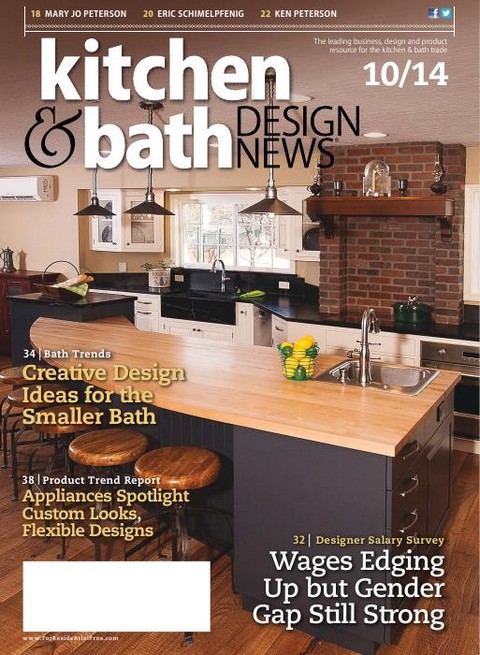 18 MARY JO PETERSON 20 ERIC SCHIMELPFENIG 22 KEN PETERSON
The leading business, design and product
resource for the kitchen & bath trade
kitchen
10/14
& bath DESIGN
NEWS
34 | Bath Trends
Creative Design
Ideas for the
Smaller Bath
38 | Product Trend Report
Appliances Spotlight
Custom Looks,
Flexible Designs
32 | Designer Salary Survey
Wages Edging
Up but Gender
Gap Still Strong
www.ForResidentialPros.com